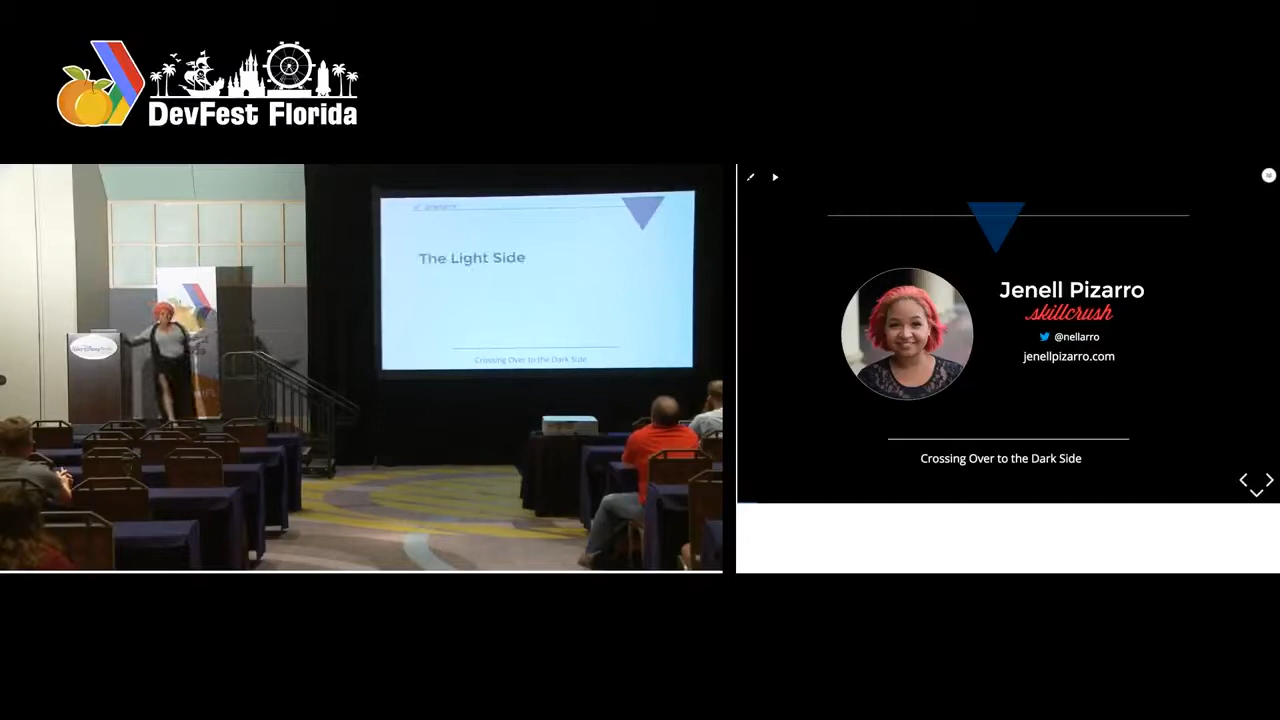 DevFest Florida
The Light Side
Crossing Over to the Dark Side
Jenell Pizarro
skillcrush
@nellarro
jenellpizarro.com
Crossing Over to the Dark Side